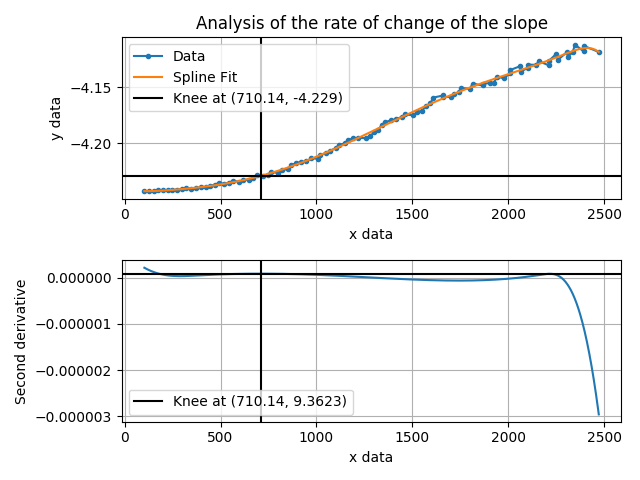 Analysis of the rate of change of the slope
Data
Spline Fit
Knee at (710.14, -4.229)
−4.15
−4.20
y data
0 500 1000 1500 2000 2500
x data
0.000000
−0.000001
−0.000002
−0.000003
Second derivative
Knee at (710.14, 9.3623)
0 500 1000 1500 2000 2500
x data